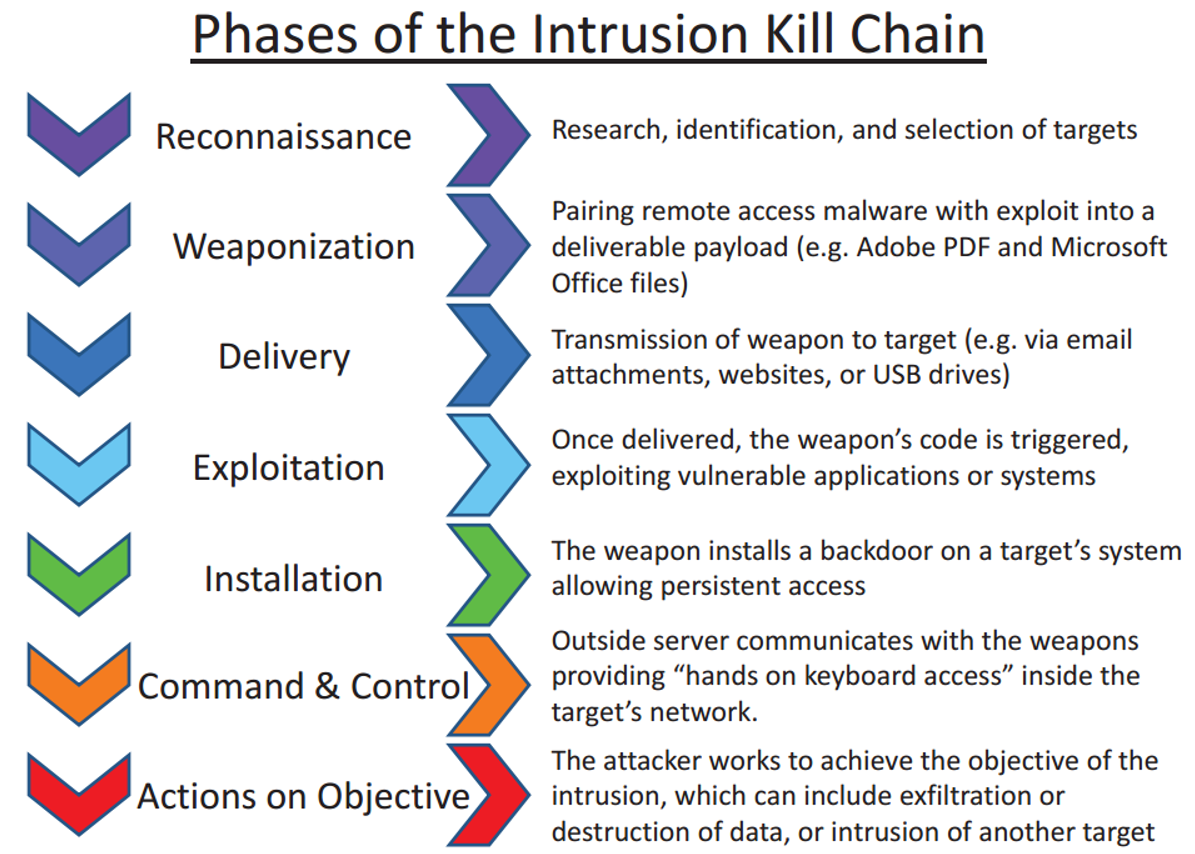 Phases of the Intrusion Kill Chain
Reconnaissance
Research, identification, and selection of targets
Weaponization
Pairing remote access malware with exploit into a
deliverable payload (e.g. Adobe PDF and Microsoft
Office files)
Delivery
Transmission of weapon to target (e.g. via email
attachments, websites, or USB drives)
Exploitation
Once delivered, the weapon’s code is triggered,
exploiting vulnerable applications or systems
Installation
The weapon installs a backdoor on a target’s system
allowing persistent access
Command & Control
Outside server communicates with the weapons
providing “hands on keyboard access” inside the
target’s network.
Actions on Objective
The attacker works to achieve the objective of the
intrusion, which can include exfiltration or
destruction of data, or intrusion of another target